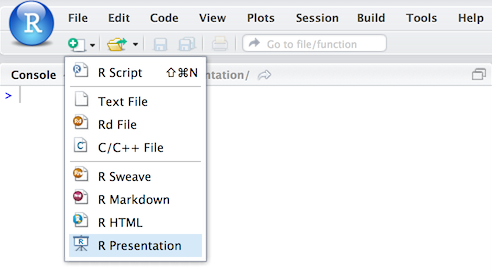 R File Edit Code View Plots Session Build Tools Help
Go to file/function
Console ntation/
>
R Script ⇧⌘N
Text File
Rd File
C/C++ File
R Sweave
R Markdown
R HTML
R Presentation